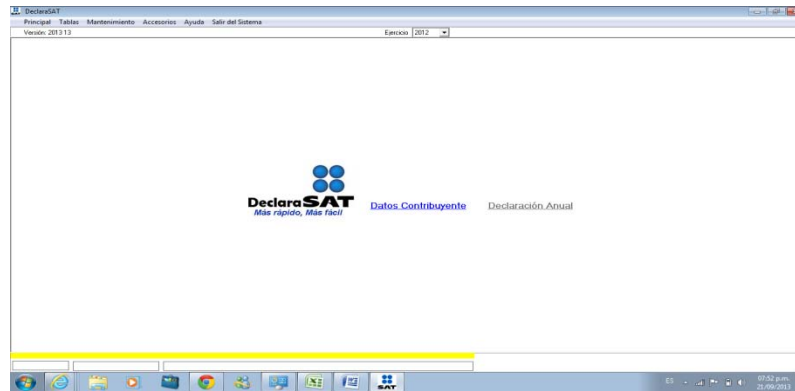 DeclaraSAT
Principal Tablas Mantenimiento Accesorios Ayuda Salir del Sistema
Versión: 2013 13 Ejercicio 2012
DeclaraSAT
Más rápido, Más fácil
Datos Contribuyente Declaración Anual
SAT
ES 07:52 p.m.
21/09/2013